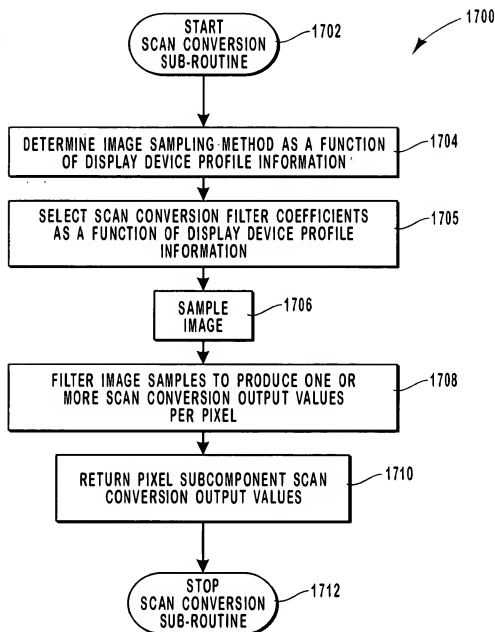 START
SCAN CONVERSION
SUB-ROUTINE
1702
1700
DETERMINE IMAGE SAMPLING METHOD AS A FUNCTION
OF DISPLAY DEVICE PROFILE INFORMATION
1704
SELECT SCAN CONVERSION FILTER COEFFICIENTS
AS A FUNCTION OF DISPLAY DEVICE PROFILE
INFORMATION
1705
SAMPLE
IMAGE
1706
FILTER IMAGE SAMPLES TO PRODUCE ONE OR
MORE SCAN CONVERSION OUTPUT VALUES
PER PIXEL
1708
RETURN PIXEL SUBCOMPONENT SCAN
CONVERSION OUTPUT VALUES
1710
STOP
SCAN CONVERSION
SUB-ROUTINE
1712